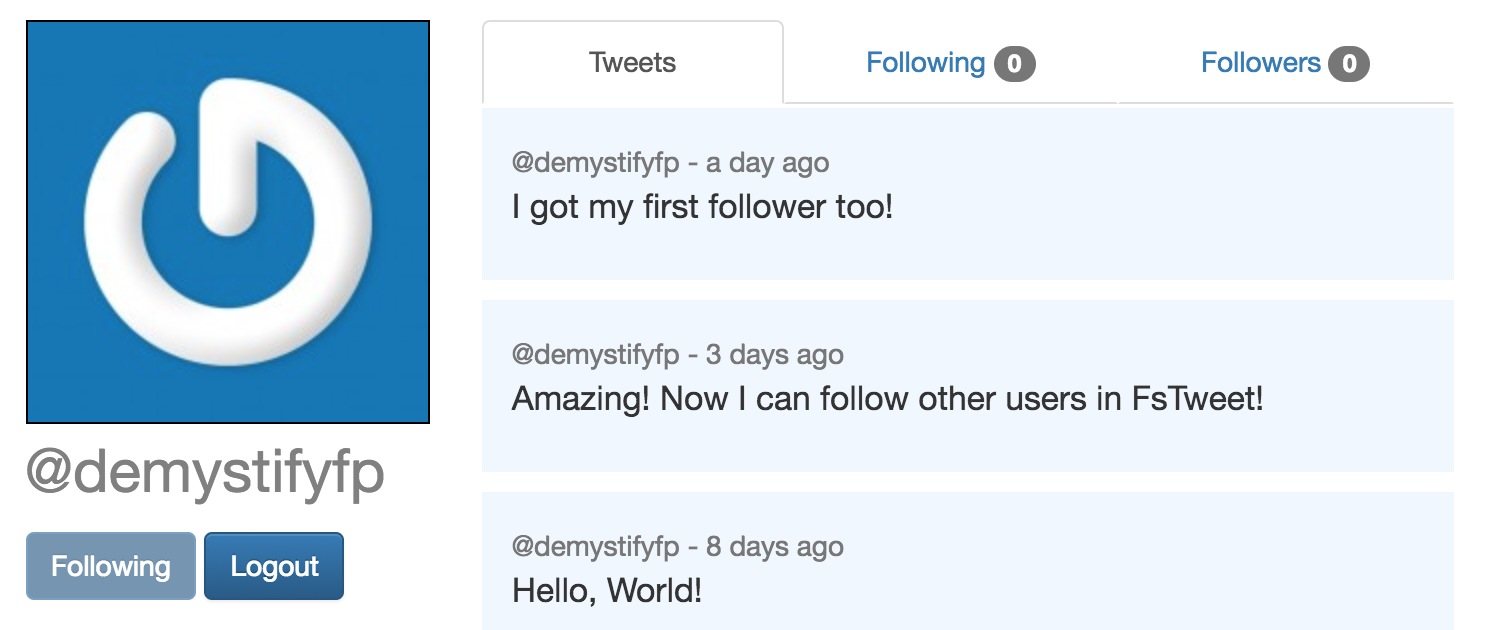 @demystifyfp
Following Logout
Tweets Following 0 Followers 0
@demystifyfp - a day ago
I got my first follower too!
@demystifyfp - 3 days ago
Amazing! Now I can follow other users in FsTweet!
@demystifyfp - 8 days ago
Hello, World!